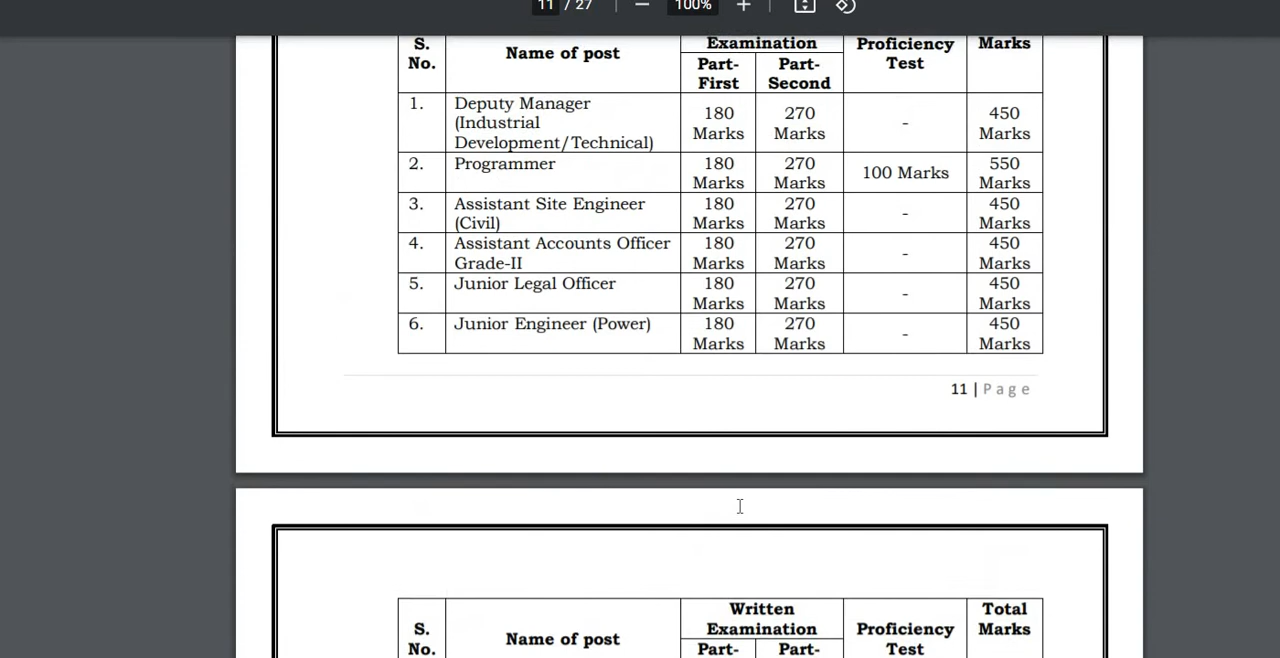 11 / 27 100%
S. No. Name of post Examination Proficiency Test Marks
Part-First Part-Second
1. Deputy Manager (Industrial Development/Technical) 180 Marks 270 Marks - 450 Marks
2. Programmer 180 Marks 270 Marks 100 Marks 550 Marks
3. Assistant Site Engineer (Civil) 180 Marks 270 Marks - 450 Marks
4. Assistant Accounts Officer Grade-II 180 Marks 270 Marks - 450 Marks
5. Junior Legal Officer 180 Marks 270 Marks - 450 Marks
6. Junior Engineer (Power) 180 Marks 270 Marks - 450 Marks
11 | Page
S. No. Name of post Written Examination Proficiency Test Total Marks
Part- Part-